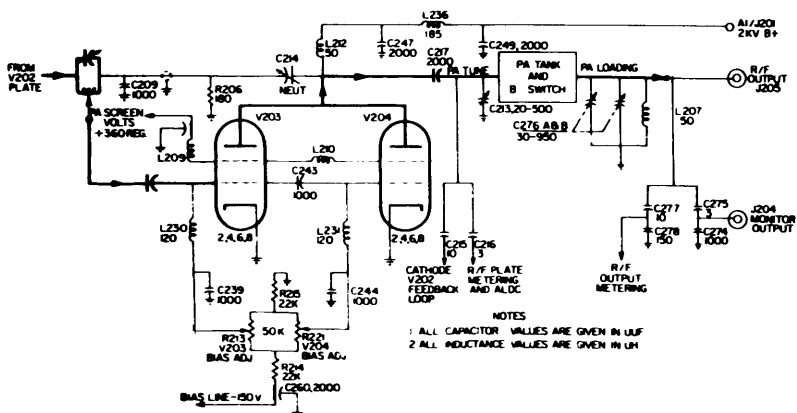 L236
185
A1/J201
2KV B+
L212
50
C247
2000
C217
2000
C249, 2000
FROM
V202
PLATE
C214
NEUT
PA TUNE
PA TANK
AND
B SWITCH
PA LOADING
R/F
OUTPUT
J205
C209
1000
R206
180
C213, 20-500
C276 A&B
30-950
L207
50
PA SCREEN
VOLTS
+360 REG.
V203
V204
L209
L210
C243
1000
J204
MONITOR
OUTPUT
C277
10
C275
3
C278
150
C274
1000
L230
120
2,4,6,8
L231
120
2,4,6,8
C215
10
C216
3
CATHODE
V202
FEEDBACK
LOOP
R/F PLATE
METERING
AND ALDC
R/F
OUTPUT
METERING
C239
1000
R215
22K
C244
1000
NOTES
1 ALL CAPACITOR VALUES ARE GIVEN IN UUF
2 ALL INDUCTANCE VALUES ARE GIVEN IN UH
R213
V203
BIAS ADJ
50K
R221
V204
BIAS ADJ
R214
22K
C260, 2000
BIAS LINE-150V